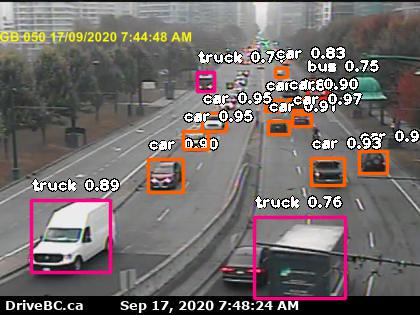 GB 050 17/09/2020 7:44:48 AM
truck 0.7
car 0.83
bus 0.75
car 0.90
car 0.95
car 0.97
car 0.95
car 0.90
car 0.93
truck 0.89
truck 0.76
DriveBC.ca Sep 17, 2020 7:48:24 AM